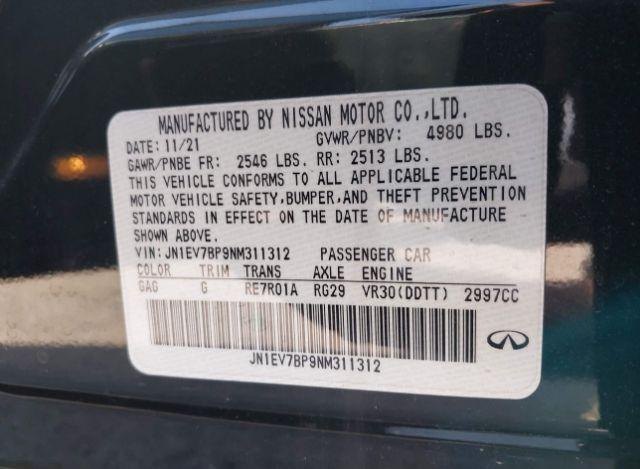 MANUFACTURED BY NISSAN MOTOR CO.,LTD.
DATE: 11/21 GVWR/PNBV: 4980 LBS.
GAWR/PNBE FR: 2546 LBS. RR: 2513 LBS.
THIS VEHICLE CONFORMS TO ALL APPLICABLE FEDERAL
MOTOR VEHICLE SAFETY,BUMPER,AND THEFT PREVENTION
STANDARDS IN EFFECT ON THE DATE OF MANUFACTURE
SHOWN ABOVE.
VIN: JN1EV7BP9NM311312 PASSENGER CAR
COLOR TRIM TRANS AXLE ENGINE
GAG G RE7R01A RG29 VR30(DDTT) 2997CC
JN1EV7BP9NM311312